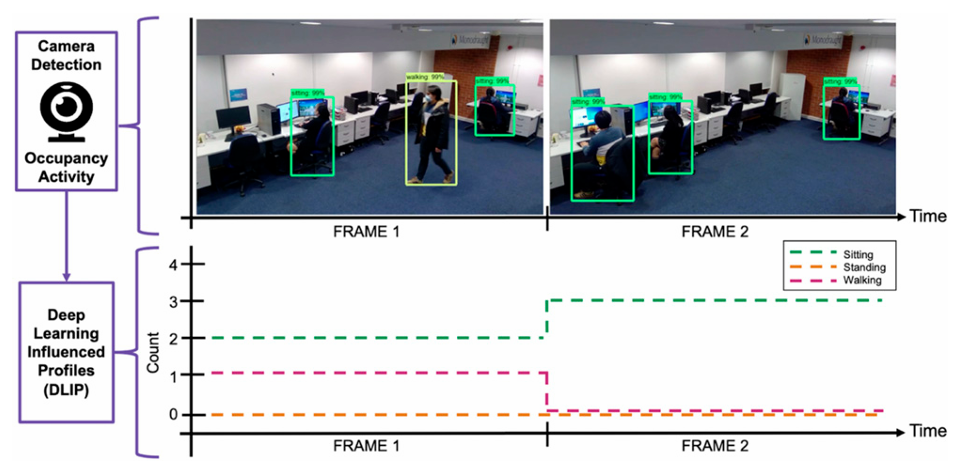 Camera
Detection
Occupancy
Activity
walking: 99%
sitting: 99%
sitting: 99%
sitting: 99%
sitting: 99%
sitting: 99%
Time
FRAME 1
FRAME 2
Deep
Learning
Influenced
Profiles
(DLIP)
Count
4
3
2
1
0
Sitting
Standing
Walking
Time
FRAME 1
FRAME 2